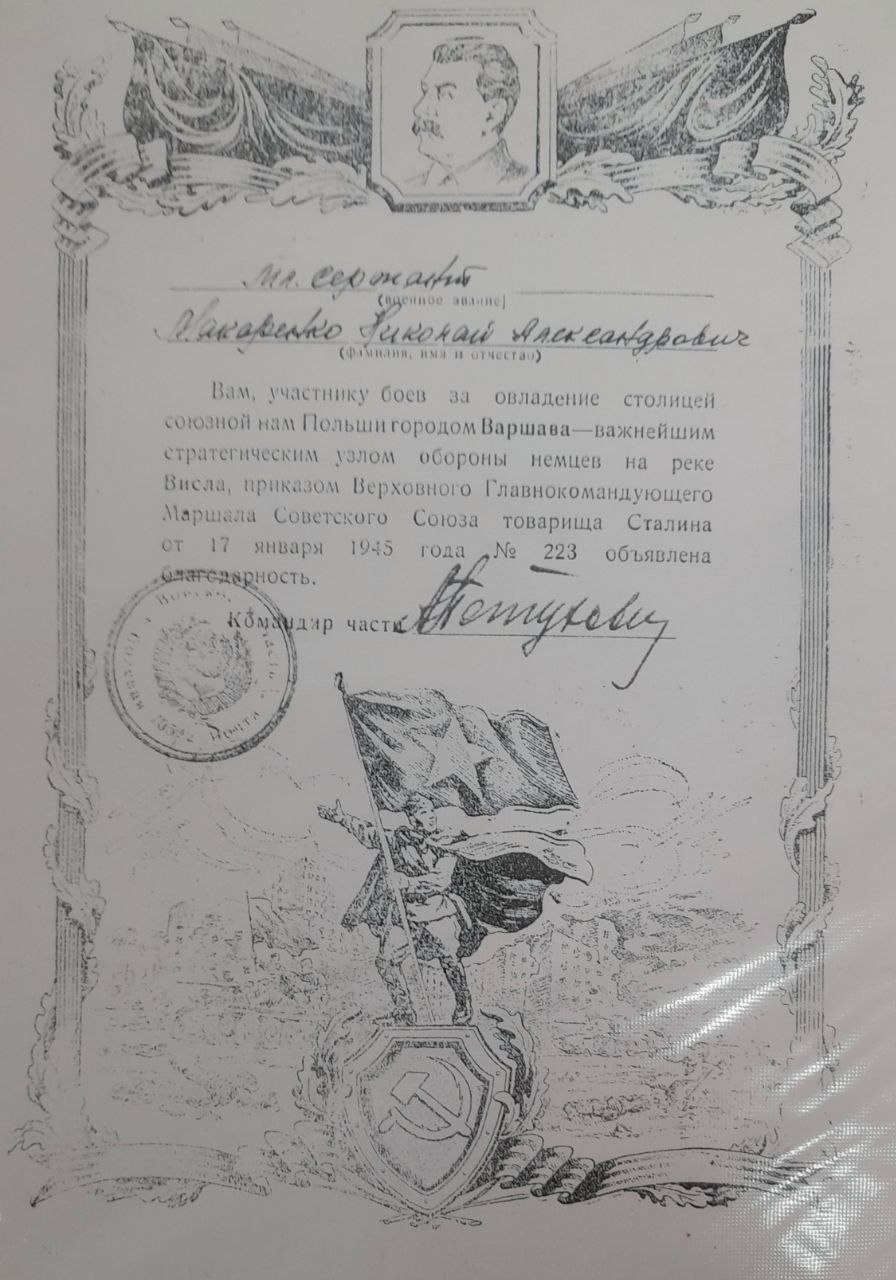 Мл. сержант
(военное звание)
Макаренко Николай Александрович
(фамилия, имя и отчество)
Вам, участнику боев за овладение столицей
союзной нам Польши городом Варшава—важнейшим
стратегическим узлом обороны немцев на реке
Висла, приказом Верховного Главнокомандующего
Маршала Советского Союза товарища Сталина
от 17 января 1945 года № 223 объявлена
благодарность.
Командир части